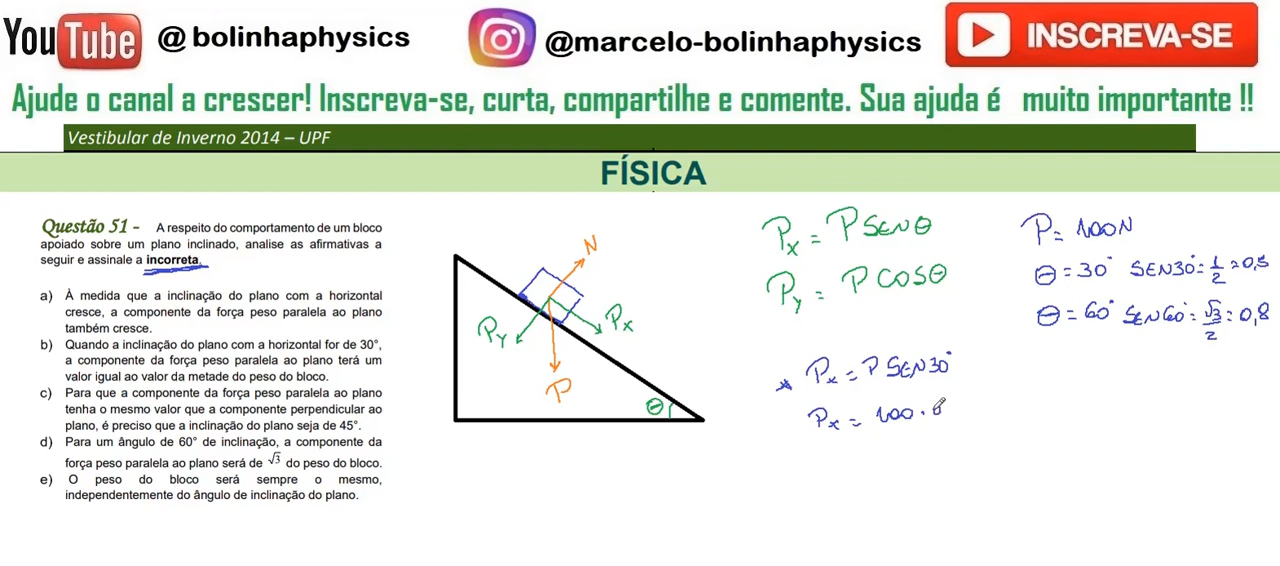 YouTube @ bolinhaphysics
@marcelo-bolinhaphysics
INSCREVA-SE
Ajude o canal a crescer! Inscreva-se, curta, compartilhe e comente. Sua ajuda é muito importante !!
Vestibular de Inverno 2014 – UPF
FÍSICA
Questão 51 - A respeito do comportamento de um bloco
apoiado sobre um plano inclinado, analise as afirmativas a
seguir e assinale a incorreta.
a) À medida que a inclinação do plano com a horizontal
cresce, a componente da força peso paralela ao plano
também cresce.
b) Quando a inclinação do plano com a horizontal for de 30°,
a componente da força peso paralela ao plano terá um
valor igual ao valor da metade do peso do bloco.
c) Para que a componente da força peso paralela ao plano
tenha o mesmo valor que a componente perpendicular ao
plano, é preciso que a inclinação do plano seja de 45°.
d) Para um ângulo de 60° de inclinação, a componente da
força peso paralela ao plano será de √3 do peso do bloco.
e) O peso do bloco será sempre o mesmo,
independentemente do ângulo de inclinação do plano.
N
Px
Py
P
θ
Px = P SENθ
Py = P COSθ
* Px = P SEN30°
Px = 100 .
P = 100N
θ = 30° SEN30° = 1/2 = 0,5
θ = 60° SEN60° = √3/2 = 0,8